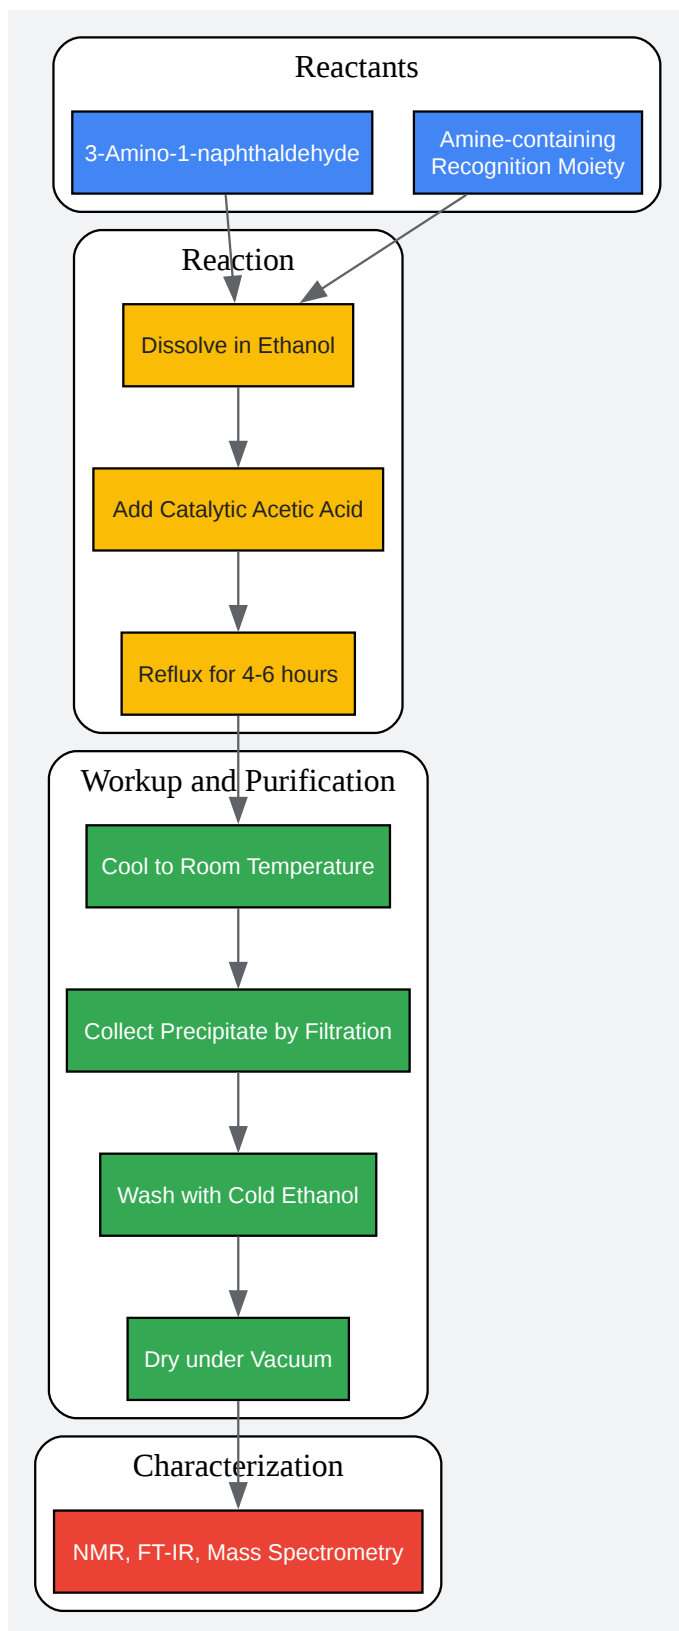 Reactants
3-Amino-1-naphthaldehyde
Amine-containing
Recognition Moiety
Reaction
Dissolve in Ethanol
Add Catalytic Acetic Acid
Reflux for 4-6 hours
Workup and Purification
Cool to Room Temperature
Collect Precipitate by Filtration
Wash with Cold Ethanol
Dry under Vacuum
Characterization
NMR, FT-IR, Mass Spectrometry